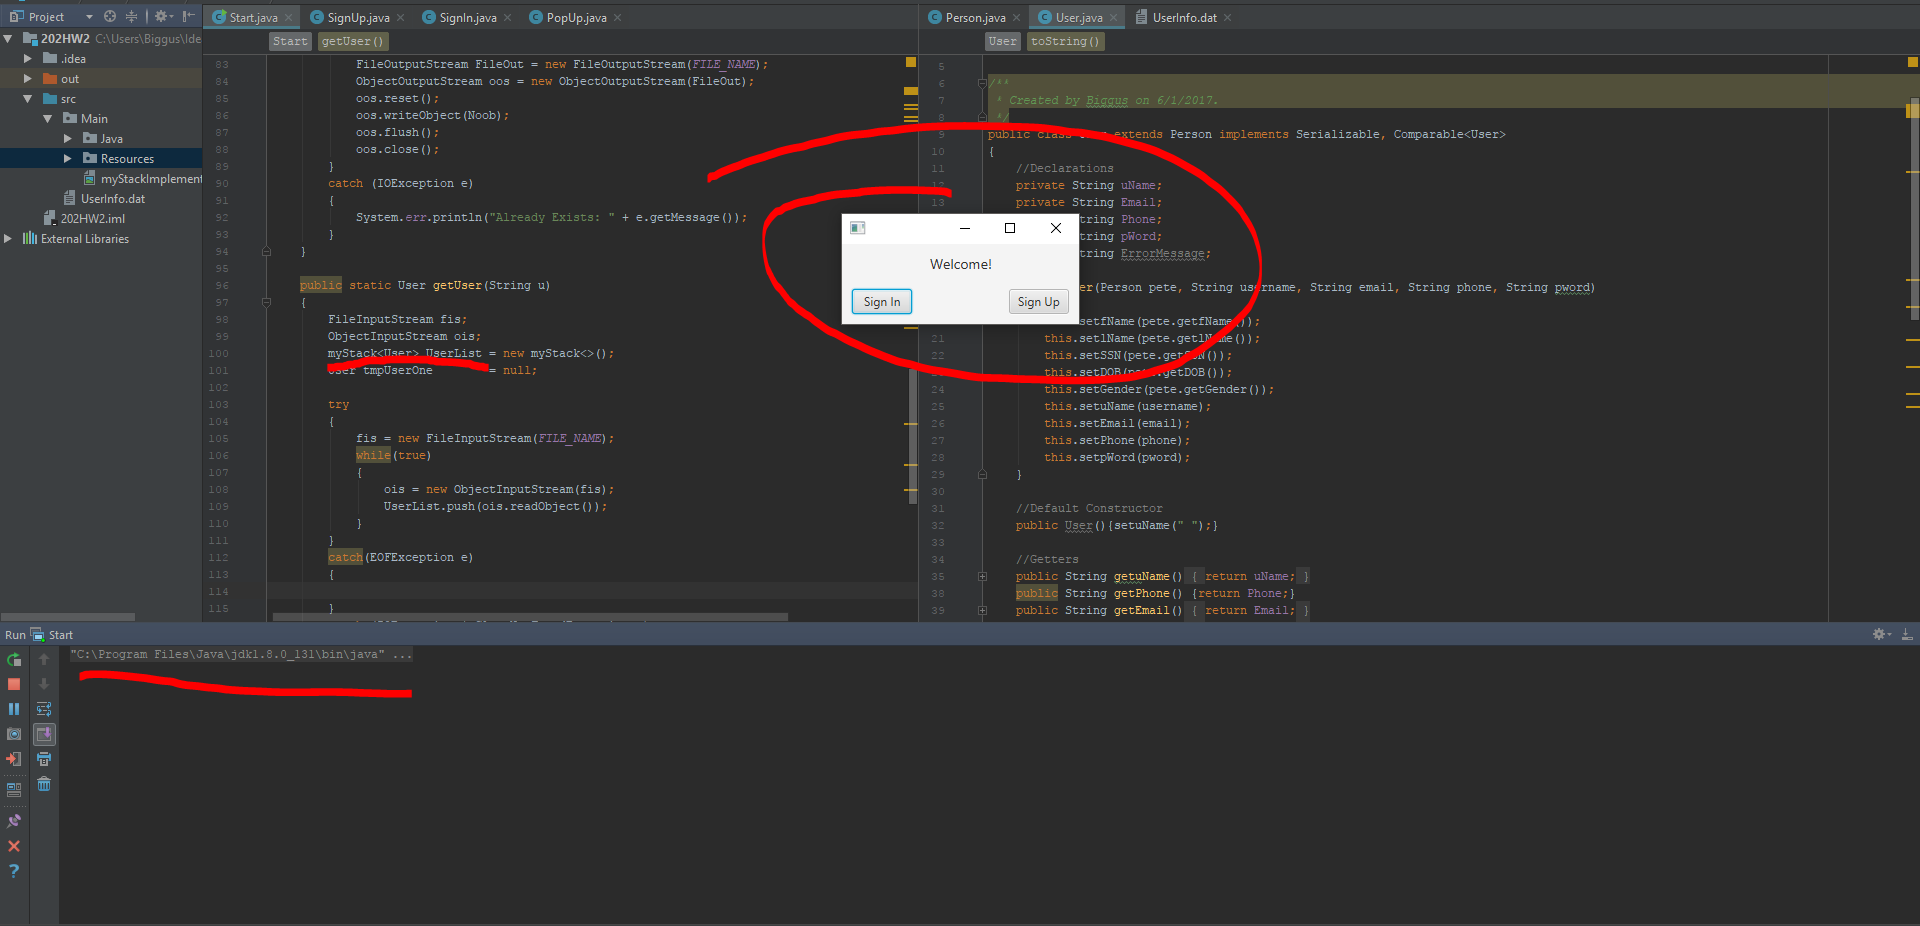 Project
Start.java
SignUp.java
SignIn.java
PopUp.java
Person.java
User.java
UserInfo.dat
202HW2 C:\Users\Biggus\Ide
.idea
out
src
Main
Java
Resources
myStackImplement
UserInfo.dat
202HW2.iml
External Libraries
Start
getUser()
83 FileOutputStream FileOut = new FileOutputStream(FILE_NAME);
84 ObjectOutputStream oos = new ObjectOutputStream(FileOut);
85 oos.reset();
86 oos.writeObject(Noob);
87 oos.flush();
88 oos.close();
89 }
90 catch (IOException e)
91 {
92 System.err.println("Already Exists: " + e.getMessage());
93 }
94 }
95
96 public static User getUser(String u)
97 {
98 FileInputStream fis;
99 ObjectInputStream ois;
100 myStack<User> UserList = new myStack<>();
101 User tmpUserOne = null;
102
103 try
104 {
105 fis = new FileInputStream(FILE_NAME);
106 while(true)
107 {
108 ois = new ObjectInputStream(fis);
109 UserList.push(ois.readObject());
110 }
111 }
112 catch(EOFException e)
113 {
114
115 }
User
toString()
5
6 /**
7 * Created by Biggus on 6/1/2017.
8 */
9 public class extends Person implements Serializable, Comparable<User>
10 {
11 //Declarations
12 private String uName;
13 private String Email;
tring Phone;
tring pWord;
tring ErrorMessage;
er(Person pete, String username, String email, String phone, String pword)
setfName(pete.getfName());
21 this.setlName(pete.getlName());
22 this.setSSN(pete.getSSN());
23 this.setDOB(pete.getDOB());
24 this.setGender(pete.getGender());
25 this.setuName(username);
26 this.setEmail(email);
27 this.setPhone(phone);
28 this.setpWord(pword);
29 }
30
31 //Default Constructor
32 public User(){setuName(" ");}
33
34 //Getters
35 public String getuName() { return uName; }
38 public String getPhone() {return Phone;}
39 public String getEmail() { return Email; }
Welcome!
Sign In
Sign Up
Run Start
"C:\Program Files\Java\jdk1.8.0_131\bin\java" ...